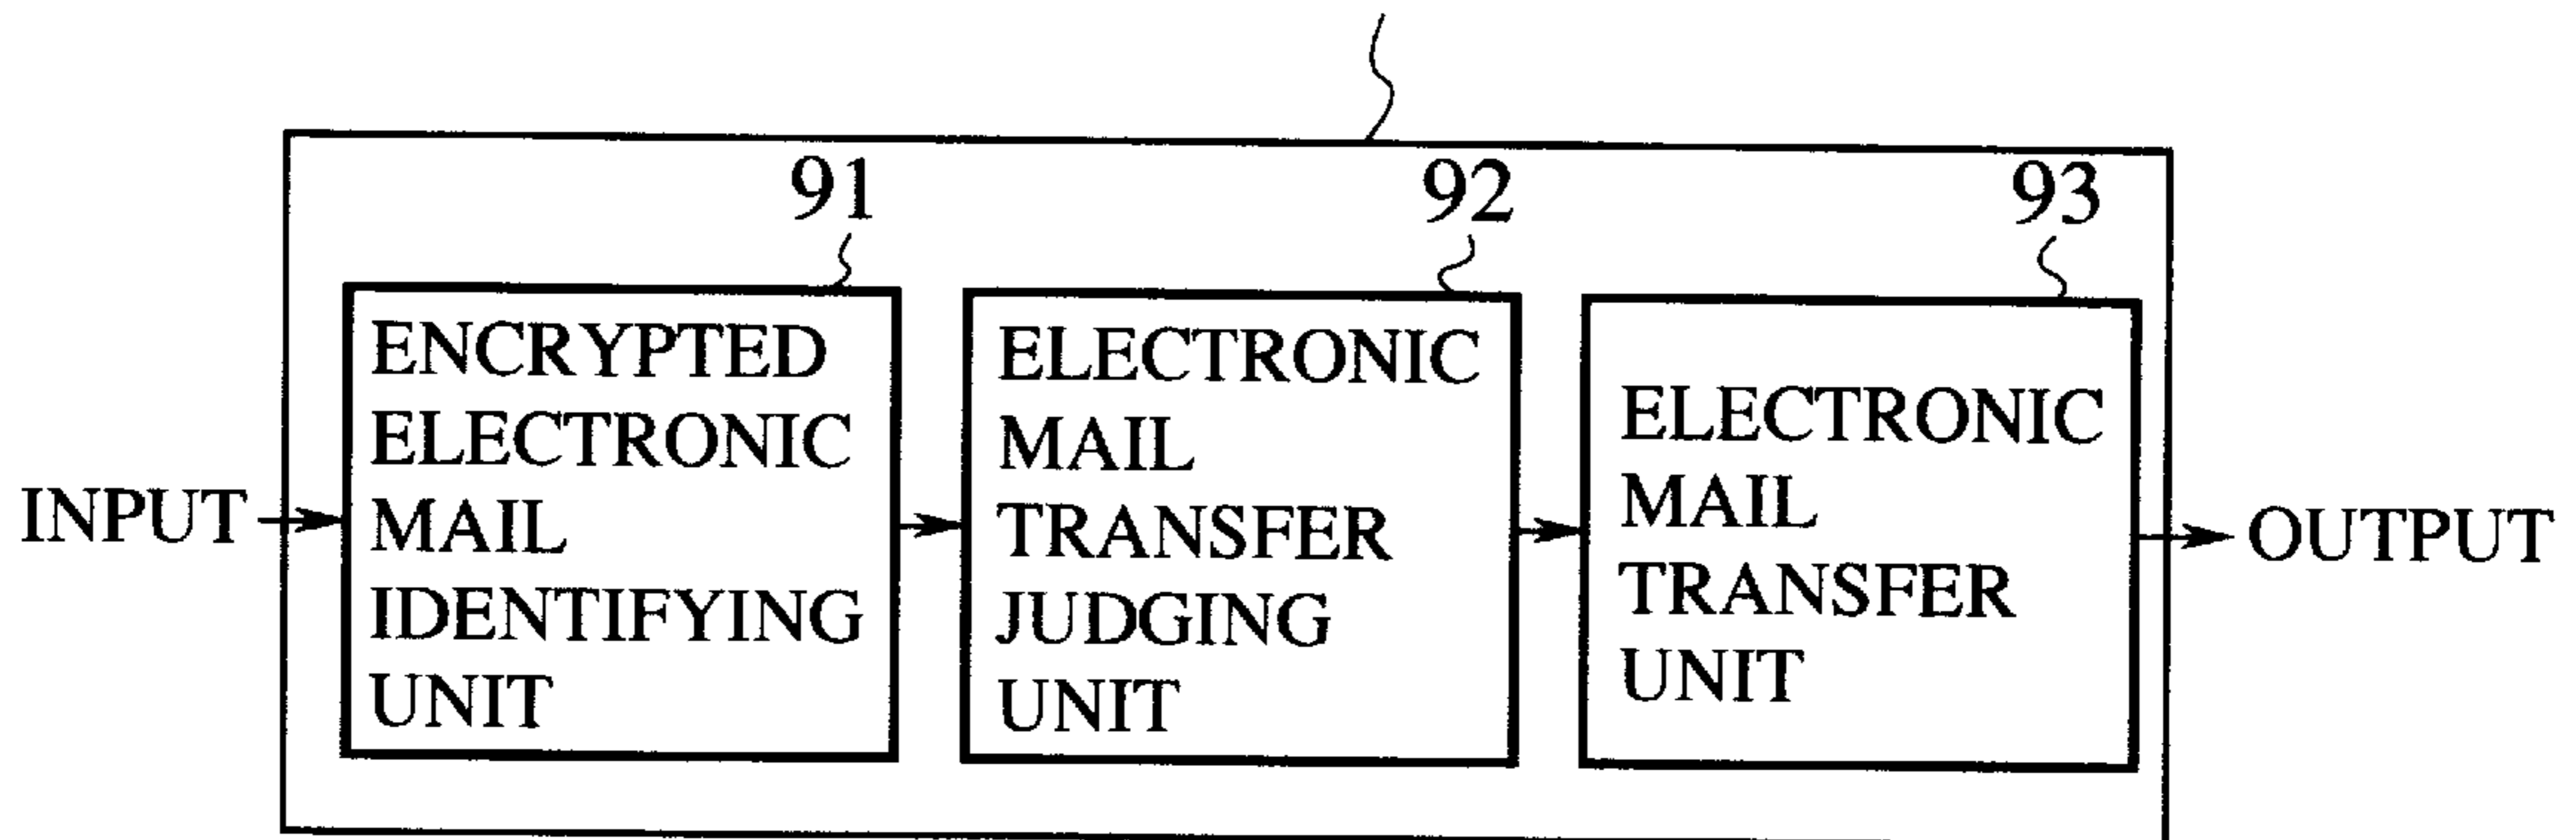 91
92
93
INPUT
ENCRYPTED
ELECTRONIC
MAIL
IDENTIFYING
UNIT
ELECTRONIC
MAIL
TRANSFER
JUDGING
UNIT
ELECTRONIC
MAIL
TRANSFER
UNIT
OUTPUT